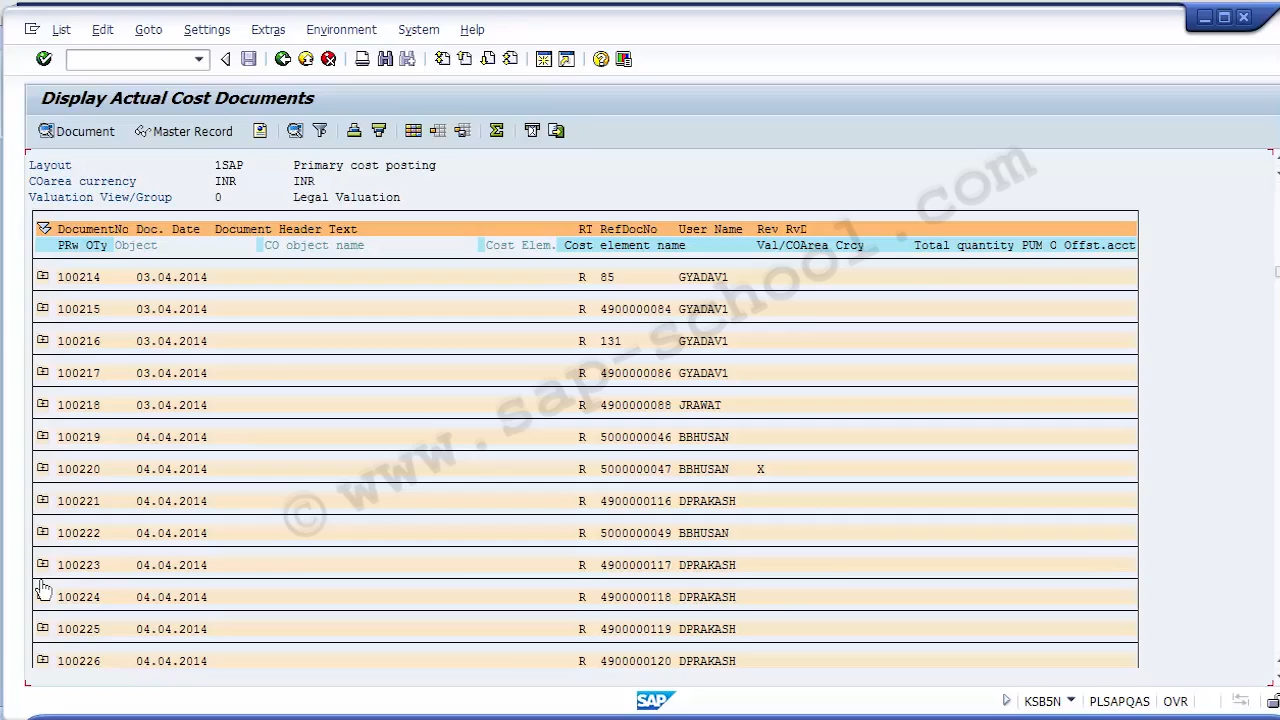 List Edit Goto Settings Extras Environment System Help
Display Actual Cost Documents
Document Master Record
Layout 1SAP Primary cost posting
COarea currency INR INR
Valuation View/Group 0 Legal Valuation
DocumentNo Doc. Date Document Header Text RT RefDocNo User Name Rev RvD
PRw OTy Object CO object name Cost Elem. Cost element name Val/COArea Crcy Total quantity PUM O Offst.acct
100214 03.04.2014 R 85 GYADAV1
100215 03.04.2014 R 4900000084 GYADAV1
100216 03.04.2014 R 131 GYADAV1
100217 03.04.2014 R 4900000086 GYADAV1
100218 03.04.2014 R 4900000088 JRAWAT
100219 04.04.2014 R 5000000046 BBHUSAN
100220 04.04.2014 R 5000000047 BBHUSAN X
100221 04.04.2014 R 4900000116 DPRAKASH
100222 04.04.2014 R 5000000049 BBHUSAN
100223 04.04.2014 R 4900000117 DPRAKASH
100224 04.04.2014 R 4900000118 DPRAKASH
100225 04.04.2014 R 4900000119 DPRAKASH
100226 04.04.2014 R 4900000120 DPRAKASH
© www.sap-school.com
SAP KSB5N PLSAPQAS OVR